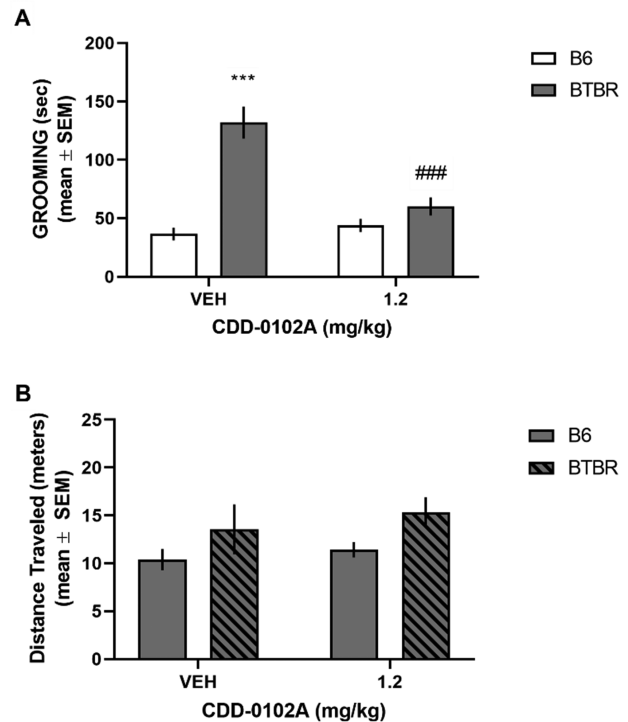 A
200
150
100
50
0
GROOMING (sec)
(mean ± SEM)
***
###
B6
BTBR
VEH
1.2
CDD-0102A (mg/kg)
B
25
20
15
10
5
0
Distance Traveled (meters)
(mean ± SEM)
B6
BTBR
VEH
1.2
CDD-0102A (mg/kg)